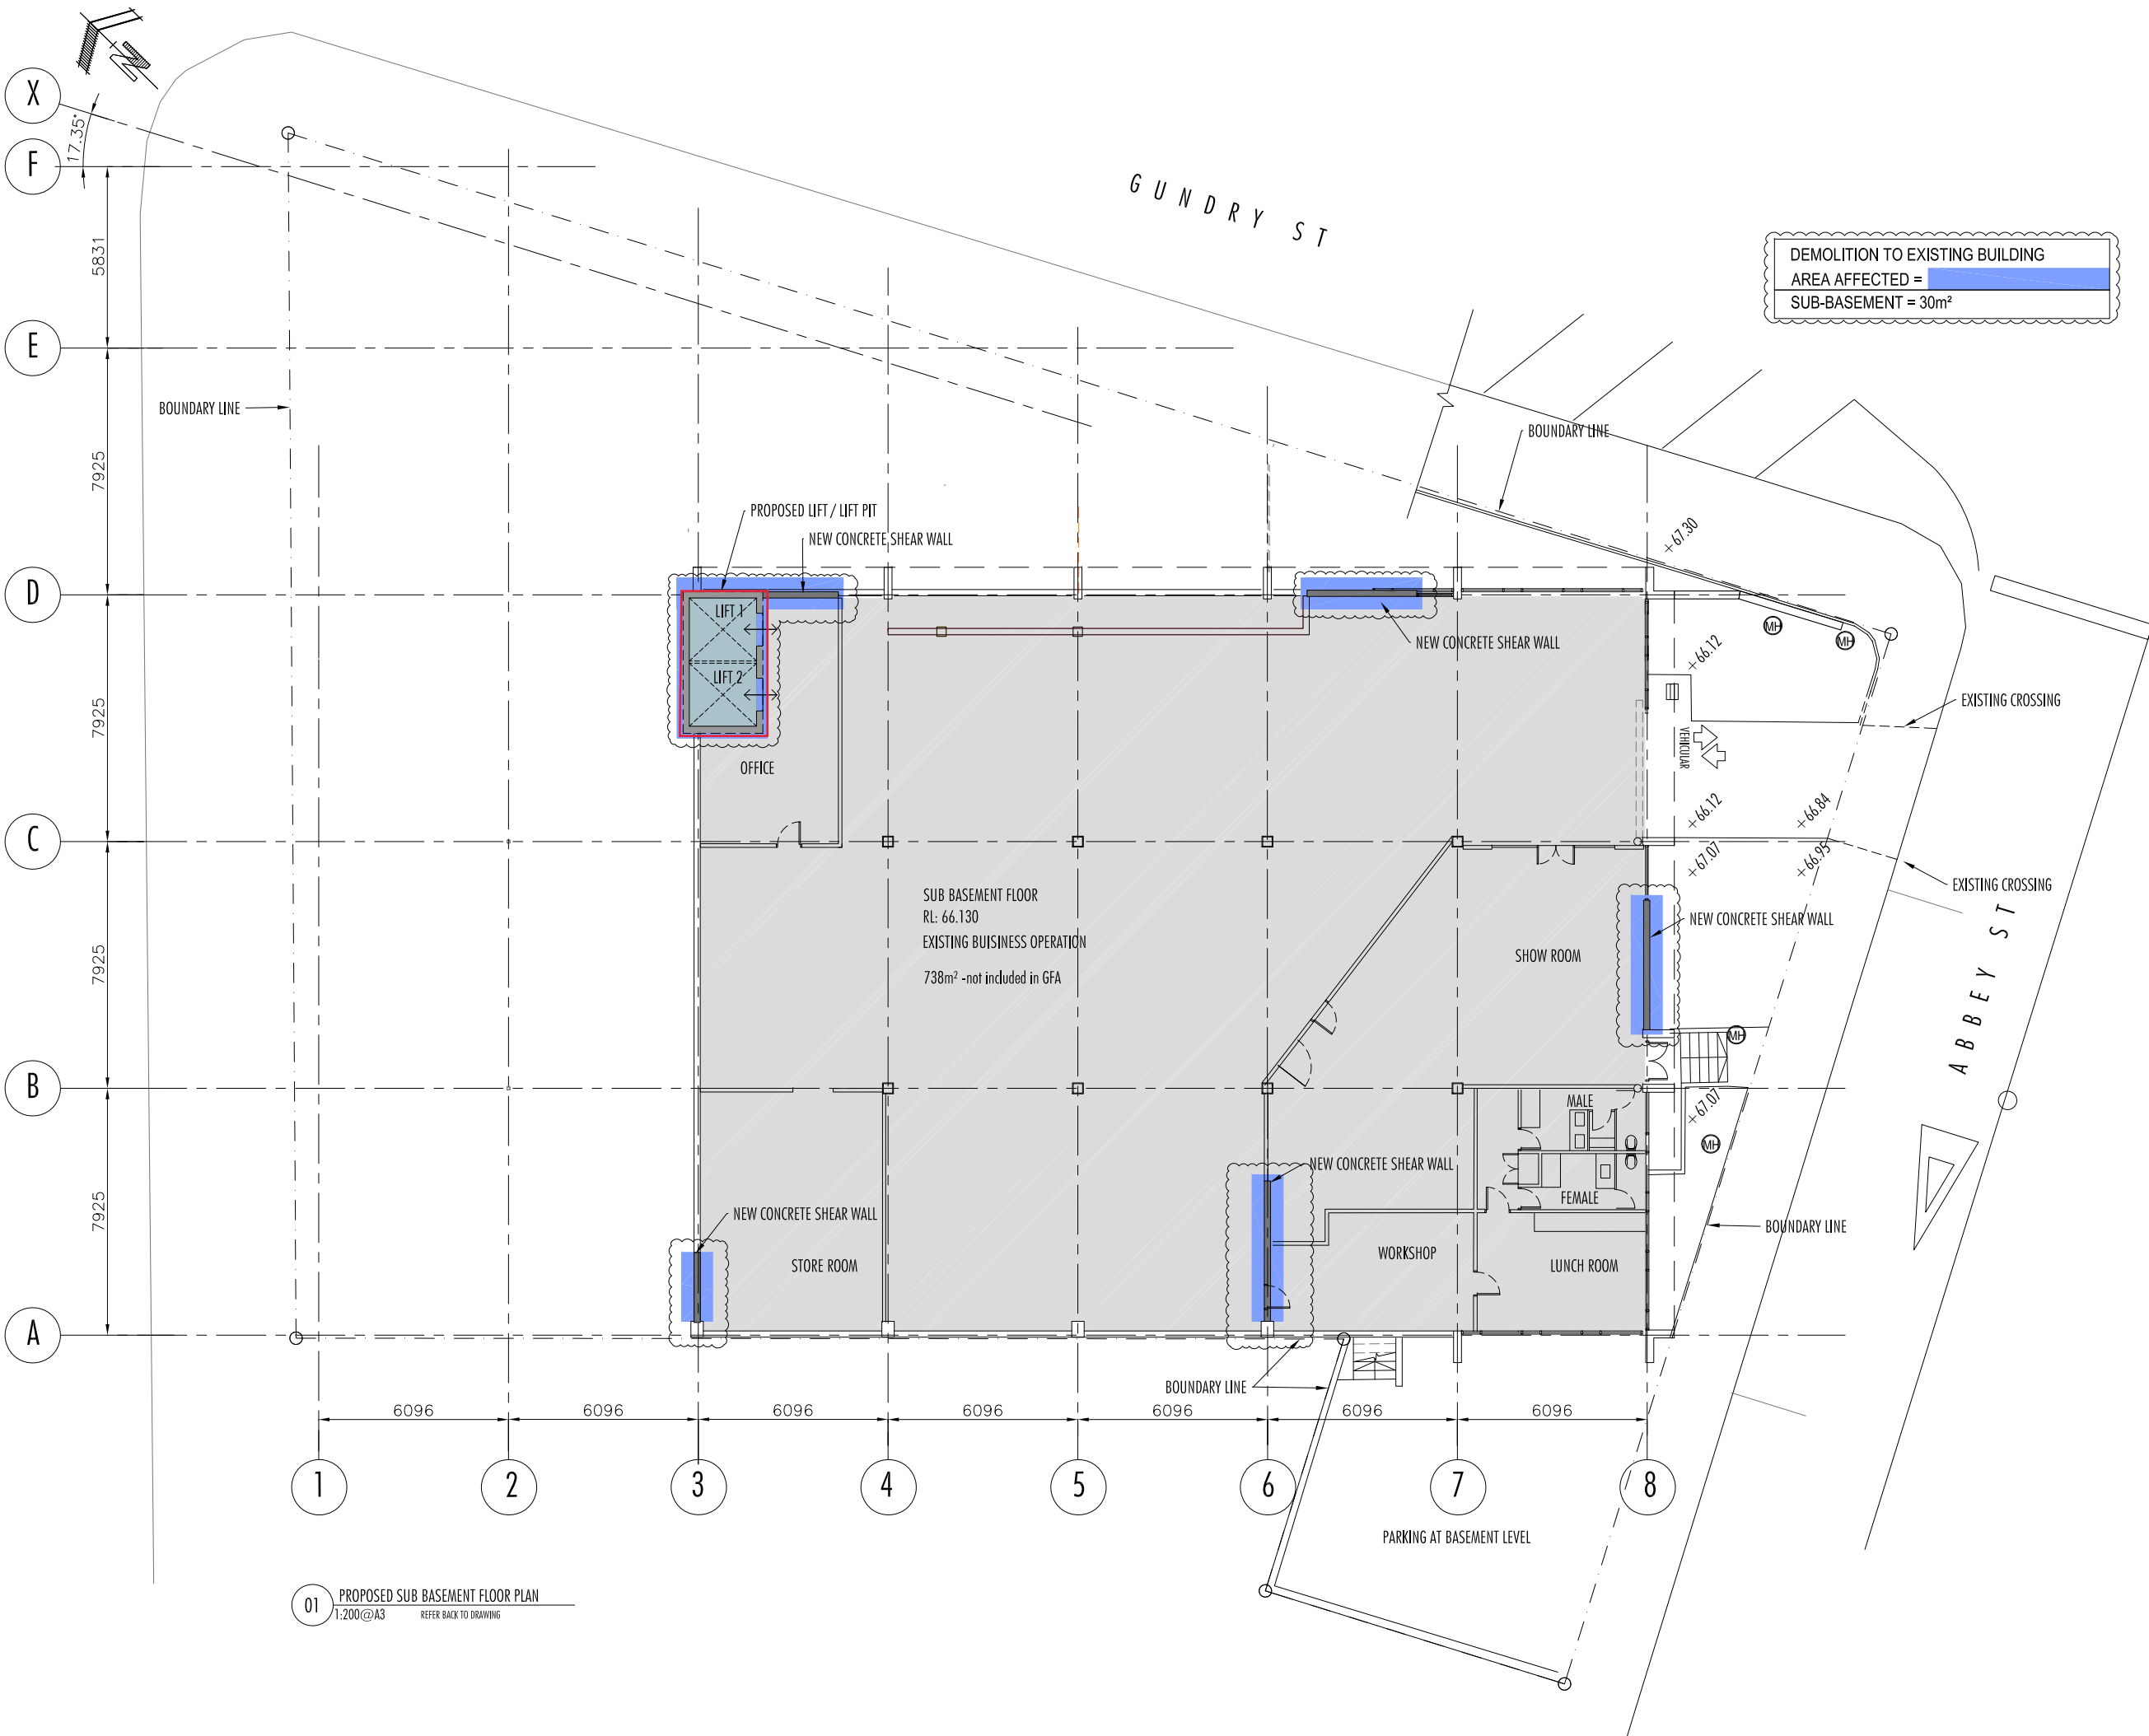 N
X
17.35°
F
GUNDRY ST
DEMOLITION TO EXISTING BUILDING
AREA AFFECTED =
SUB-BASEMENT = 30m²
5831
E
BOUNDARY LINE
BOUNDARY LINE
7925
PROPOSED LIFT / LIFT PIT
NEW CONCRETE SHEAR WALL
+67.30
D
LIFT 1
NEW CONCRETE SHEAR WALL
MH
MH
+66.12
LIFT 2
EXISTING CROSSING
7925
VEHICULAR
OFFICE
+66.12
+66.84
C
+67.07
+66.95
SUB BASEMENT FLOOR
RL: 66.130
EXISTING BUISINESS OPERATION
738m² -not included in GFA
EXISTING CROSSING
NEW CONCRETE SHEAR WALL
SHOW ROOM
7925
ABBEY ST
MH
B
MALE
+67.07
MH
NEW CONCRETE SHEAR WALL
FEMALE
7925
NEW CONCRETE SHEAR WALL
BOUNDARY LINE
STORE ROOM
WORKSHOP
LUNCH ROOM
A
BOUNDARY LINE
6096
6096
6096
6096
6096
6096
6096
1
2
3
4
5
6
7
8
PARKING AT BASEMENT LEVEL
01
PROPOSED SUB BASEMENT FLOOR PLAN
1:200@A3
REFER BACK TO DRAWING